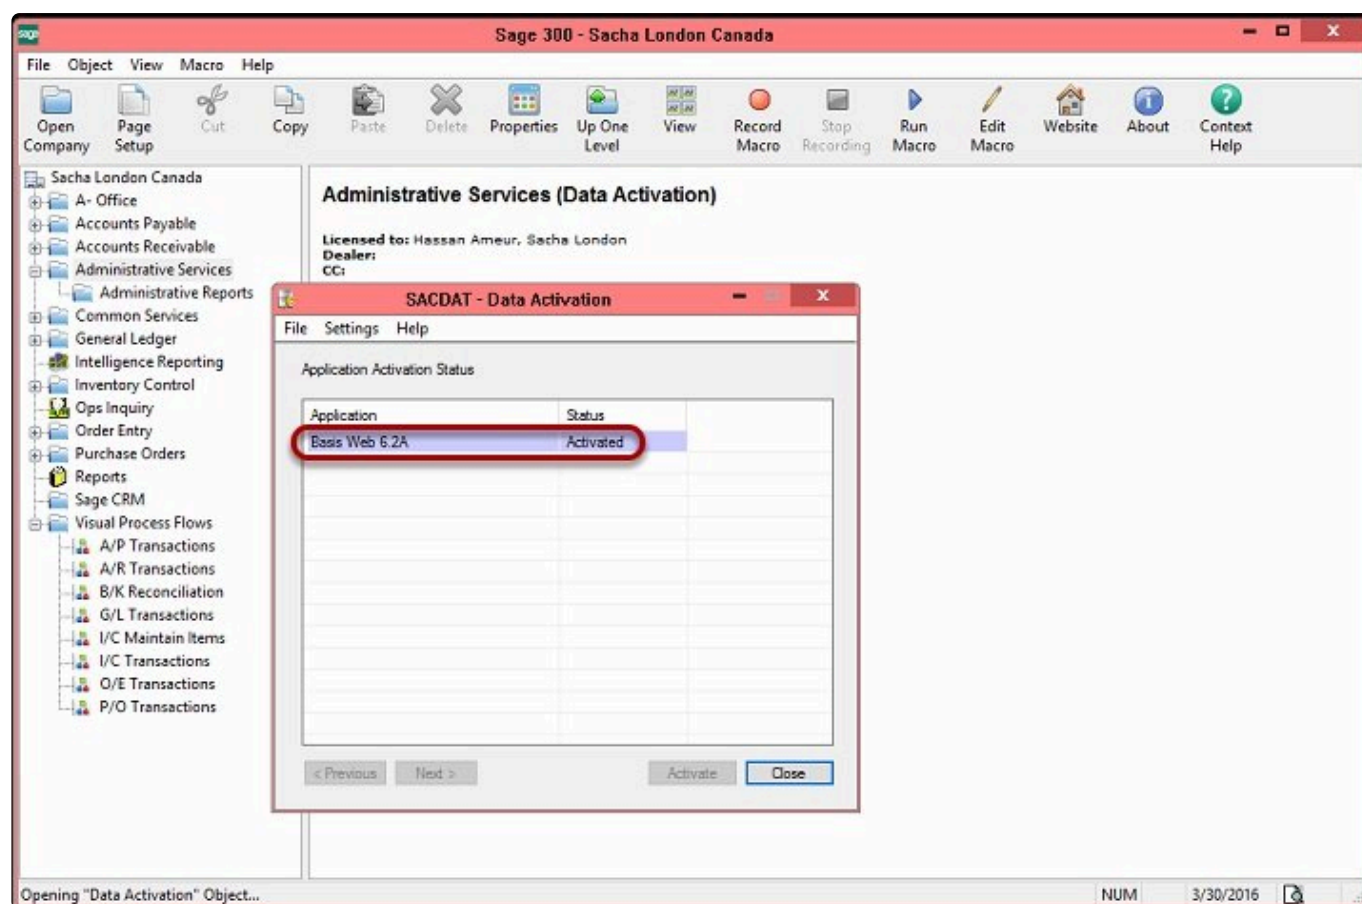 sage
Sage 300 - Sacha London Canada
File Object View Macro Help
Open Company
Page Setup
Cut
Copy
Paste
Delete
Properties
Up One Level
View
Record Macro
Stop Recording
Run Macro
Edit Macro
Website
About
Context Help
Sacha London Canada
A- Office
Accounts Payable
Accounts Receivable
Administrative Services
Administrative Reports
Common Services
General Ledger
Intelligence Reporting
Inventory Control
Ops Inquiry
Order Entry
Purchase Orders
Reports
Sage CRM
Visual Process Flows
A/P Transactions
A/R Transactions
B/K Reconciliation
G/L Transactions
I/C Maintain Items
I/C Transactions
O/E Transactions
P/O Transactions
Administrative Services (Data Activation)
Licensed to: Hassan Ameur, Sacha London
Dealer:
CC:
SACDAT - Data Activation
File Settings Help
Application Activation Status
Application Status
Basis Web 6.2A Activated
< Previous Next > Activate Close
Opening "Data Activation" Object... NUM 3/30/2016